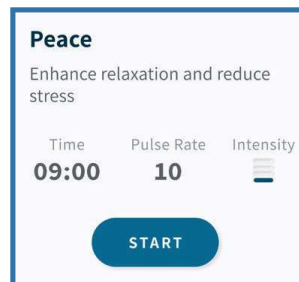 Peace
Enhance relaxation and reduce
stress
Time Pulse Rate Intensity
09:00 10
START